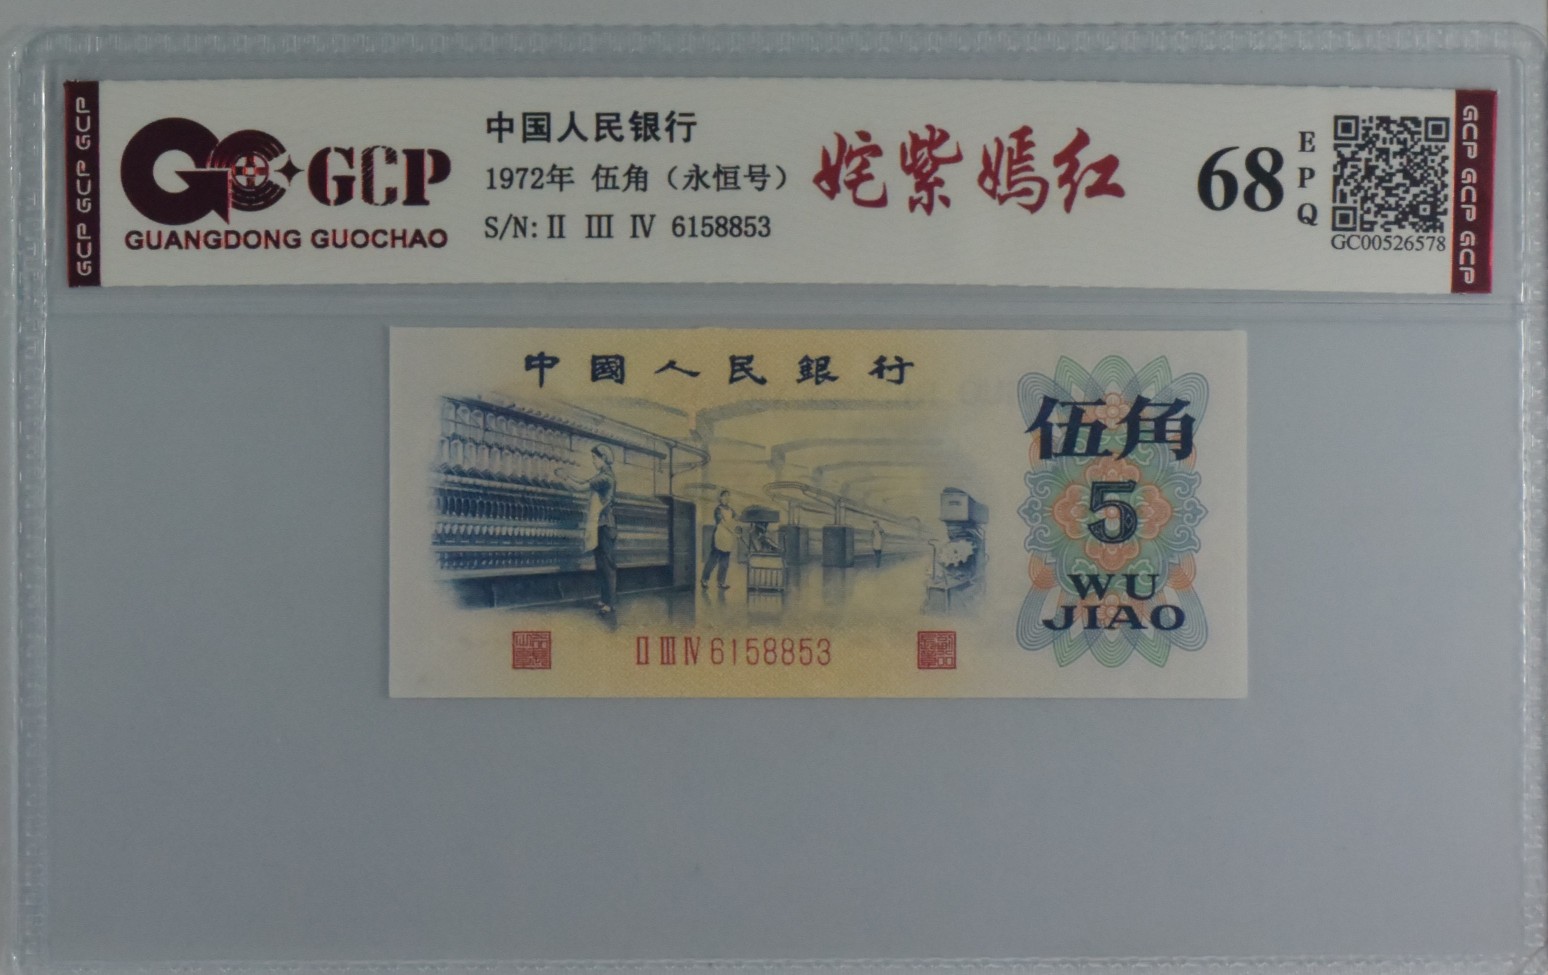 GCP GCP GCP
GCP
GUANGDONG GUOCHAO
中国人民银行
1972年 伍角（永恒号）
S/N: Ⅱ Ⅲ Ⅳ 6158853
姹紫嫣红
68
EPQ
GC00526578
GCP GCP GCP
中國人民銀行
伍角
5
WU
JIAO
Ⅱ Ⅲ Ⅳ 6158853